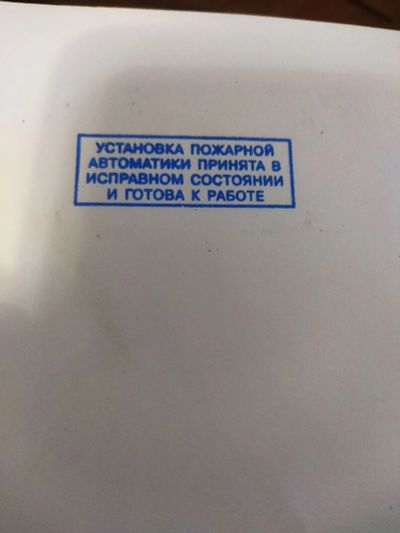 УСТАНОВКА ПОЖАРНОЙ
АВТОМАТИКИ ПРИНЯТА В
ИСПРАВНОМ СОСТОЯНИИ
И ГОТОВА К РАБОТЕ